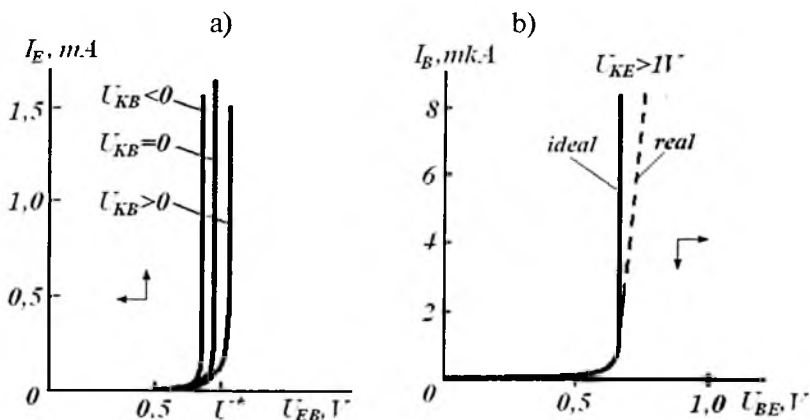 a)
I_E, mA
U_KB<0
U_KB=0
U_KB>0
1,5
1,0
0,5
0
0,5
U*
U_EB, V
b)
I_B, mkA
U_KE>1V
ideal
real
8
6
4
2
0
0,5
1,0
U_BE, V